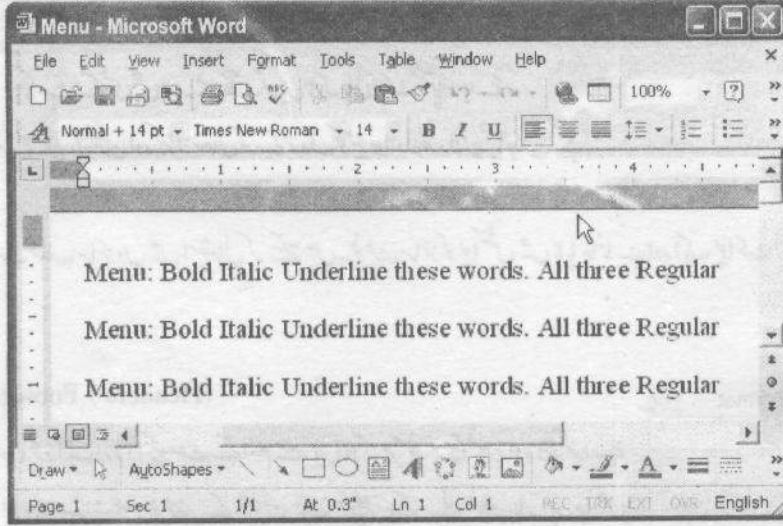 Menu - Microsoft Word
File Edit View Insert Format Tools Table Window Help
100%
Normal + 14 pt Times New Roman 14 B I U
1 2 3 4
Menu: Bold Italic Underline these words. All three Regular
Menu: Bold Italic Underline these words. All three Regular
Menu: Bold Italic Underline these words. All three Regular
Draw AutoShapes A
Page 1 Sec 1 1/1 At 0.3" Ln 1 Col 1 REC TRK EXT OVR English